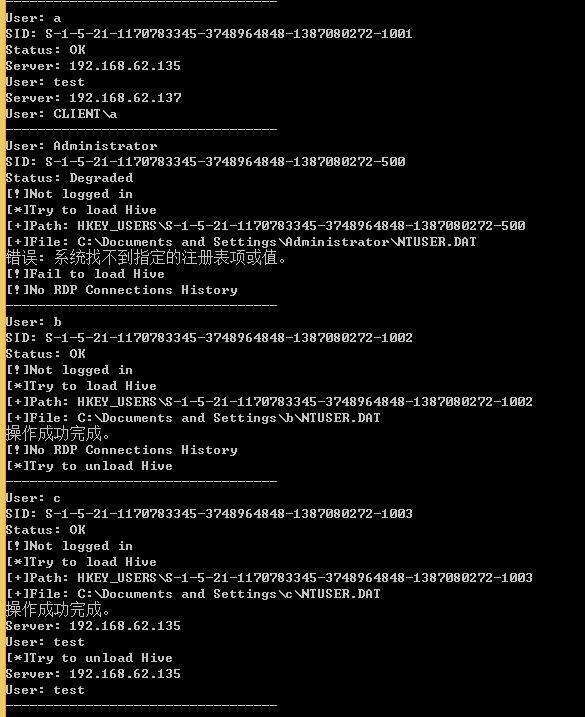 ---------------------------------
User: a
SID: S-1-5-21-1170783345-3748964848-1387080272-1001
Status: OK
Server: 192.168.62.135
User: test
Server: 192.168.62.137
User: CLIENT\a
---------------------------------
User: Administrator
SID: S-1-5-21-1170783345-3748964848-1387080272-500
Status: Degraded
[!]Not logged in
[*]Try to load Hive
[+]Path: HKEY_USERS\S-1-5-21-1170783345-3748964848-1387080272-500
[+]File: C:\Documents and Settings\Administrator\NTUSER.DAT
错误: 系统找不到指定的注册表项或值。
[!]Fail to load Hive
[!]No RDP Connections History
---------------------------------
User: b
SID: S-1-5-21-1170783345-3748964848-1387080272-1002
Status: OK
[!]Not logged in
[*]Try to load Hive
[+]Path: HKEY_USERS\S-1-5-21-1170783345-3748964848-1387080272-1002
[+]File: C:\Documents and Settings\b\NTUSER.DAT
操作成功完成。
[!]No RDP Connections History
[*]Try to unload Hive
---------------------------------
User: c
SID: S-1-5-21-1170783345-3748964848-1387080272-1003
Status: OK
[!]Not logged in
[*]Try to load Hive
[+]Path: HKEY_USERS\S-1-5-21-1170783345-3748964848-1387080272-1003
[+]File: C:\Documents and Settings\c\NTUSER.DAT
操作成功完成。
Server: 192.168.62.135
User: test
[*]Try to unload Hive
Server: 192.168.62.135
User: test
---------------------------------